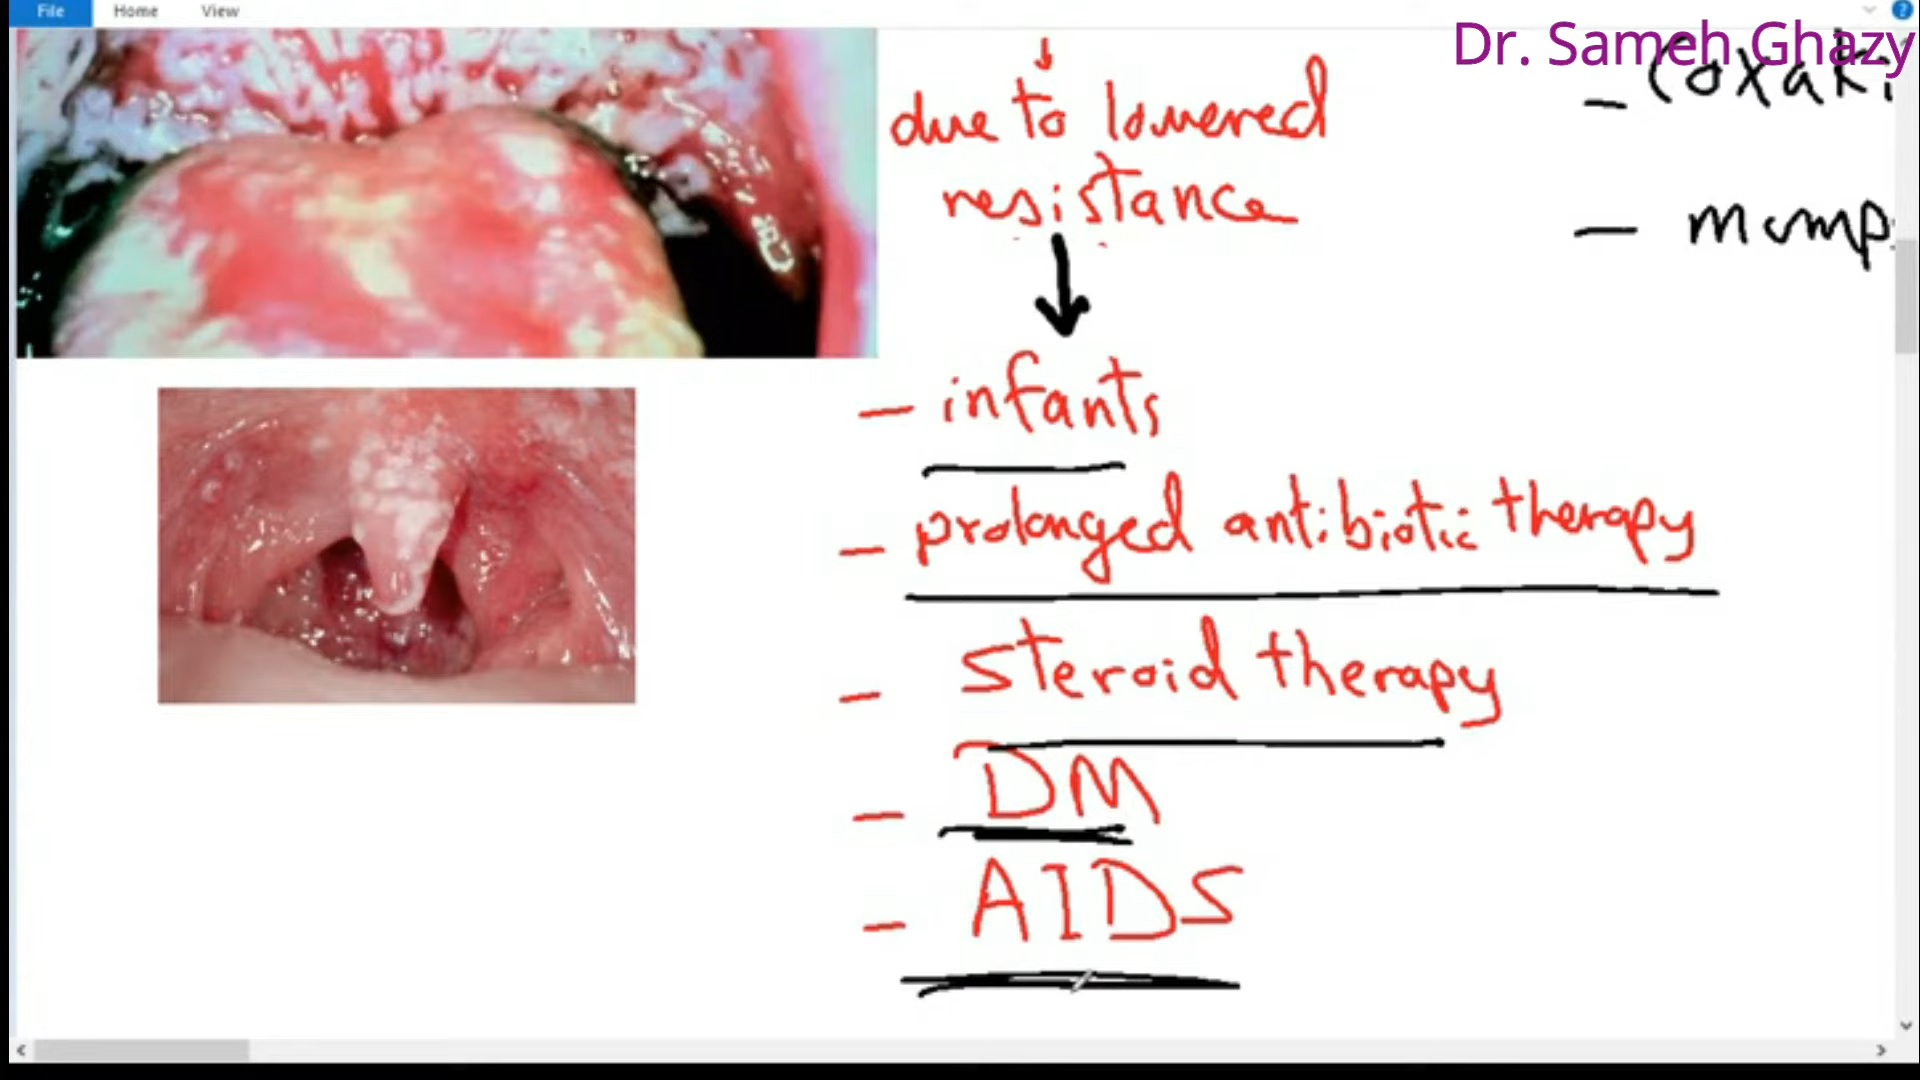 File Home View
Dr. Sameh Ghazy
due to lowered
resistance
- infants
- prolonged antibiotic therapy
- steroid therapy
- DM
- AIDS
- Coxaki
- mump